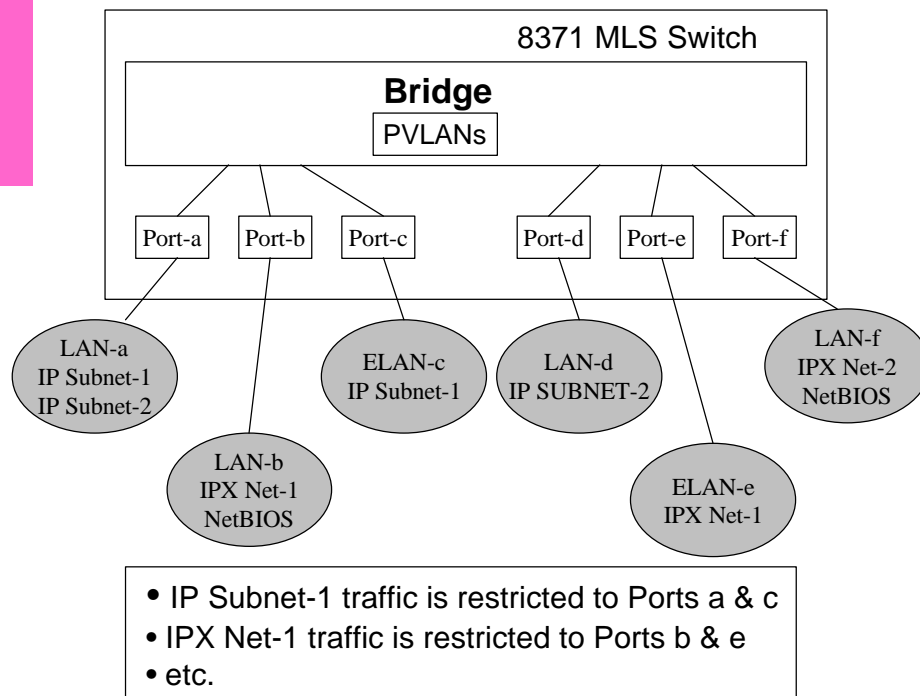 8371 MLS Switch
Bridge
PVLANs
Port-a
Port-b
Port-c
Port-d
Port-e
Port-f
LAN-a
IP Subnet-1
IP Subnet-2
ELAN-c
IP Subnet-1
LAN-d
IP SUBNET-2
LAN-f
IPX Net-2
NetBIOS
LAN-b
IPX Net-1
NetBIOS
ELAN-e
IPX Net-1
• IP Subnet-1 traffic is restricted to Ports a & c
• IPX Net-1 traffic is restricted to Ports b & e
• etc.